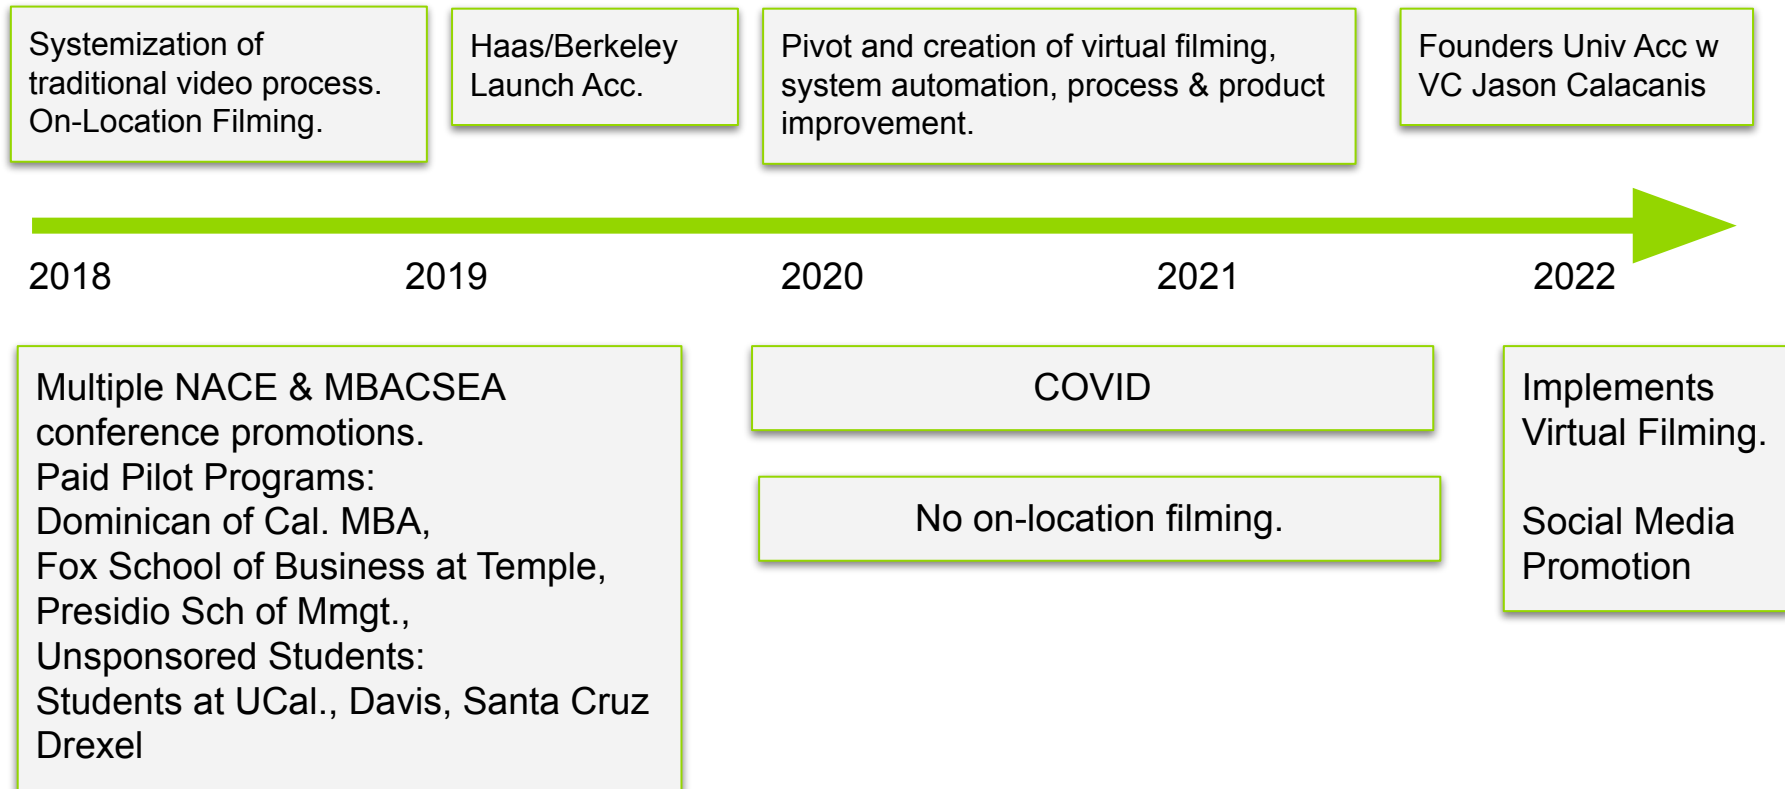 Systemization of
traditional video process.
On-Location Filming.
Haas/Berkeley
Launch Acc.
Pivot and creation of virtual filming,
system automation, process & product
improvement.
Founders Univ Acc w
VC Jason Calacanis
2018
2019
2020
2021
2022
Multiple NACE & MBACSEA
conference promotions.
Paid Pilot Programs:
Dominican of Cal. MBA,
Fox School of Business at Temple,
Presidio Sch of Mmgt.,
Unsponsored Students:
Students at UCal., Davis, Santa Cruz
Drexel
COVID
No on-location filming.
Implements
Virtual Filming.
Social Media
Promotion